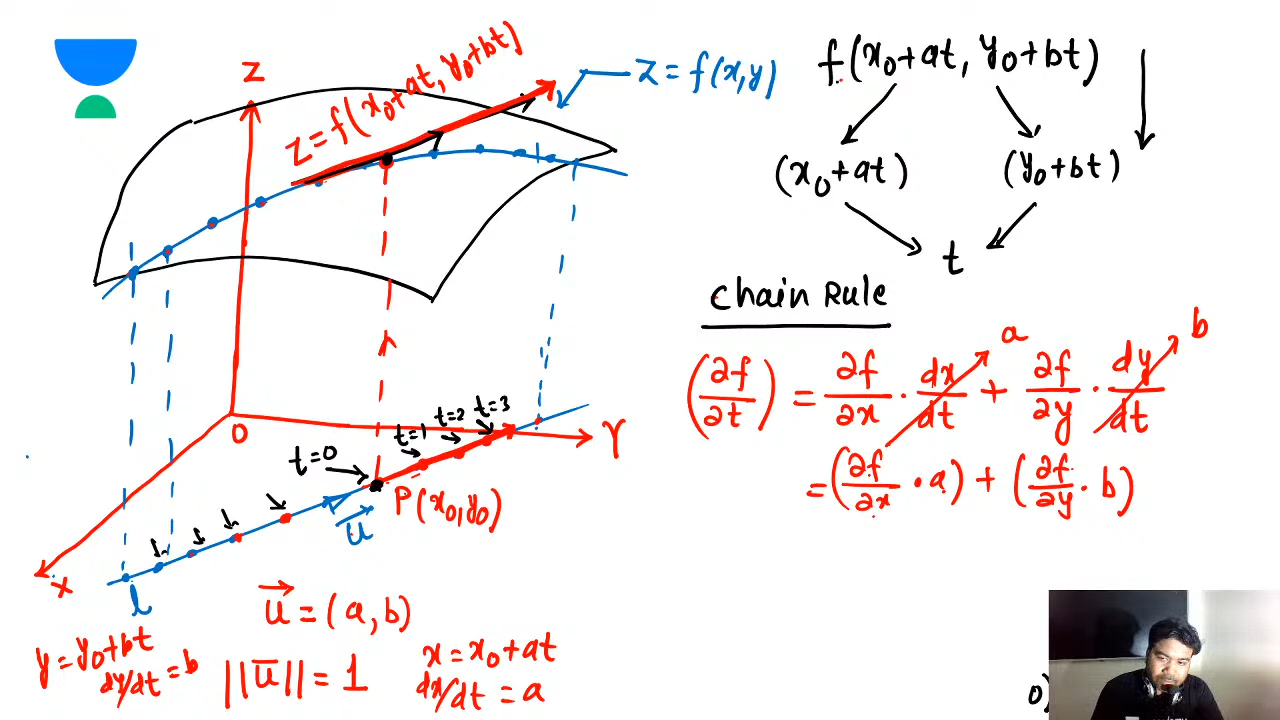 Z
Z = f(x₀+at, y₀+bt)
Z = f(x,y)
f(x₀+at, y₀+bt)
(x₀+at) (y₀+bt)
t
Chain Rule
(∂f/∂t) = ∂f/∂x · dx/dt + ∂f/∂y · dy/dt
a b
= (∂f/∂x · a) + (∂f/∂y · b)
O
Y
X
t=0 t=1 t=2 t=3
P(x₀,y₀)
u⃗
l
u⃗ = (a, b)
||u̅|| = 1
y = y₀+bt
dy/dt = b
x = x₀+at
dx/dt = a
o)